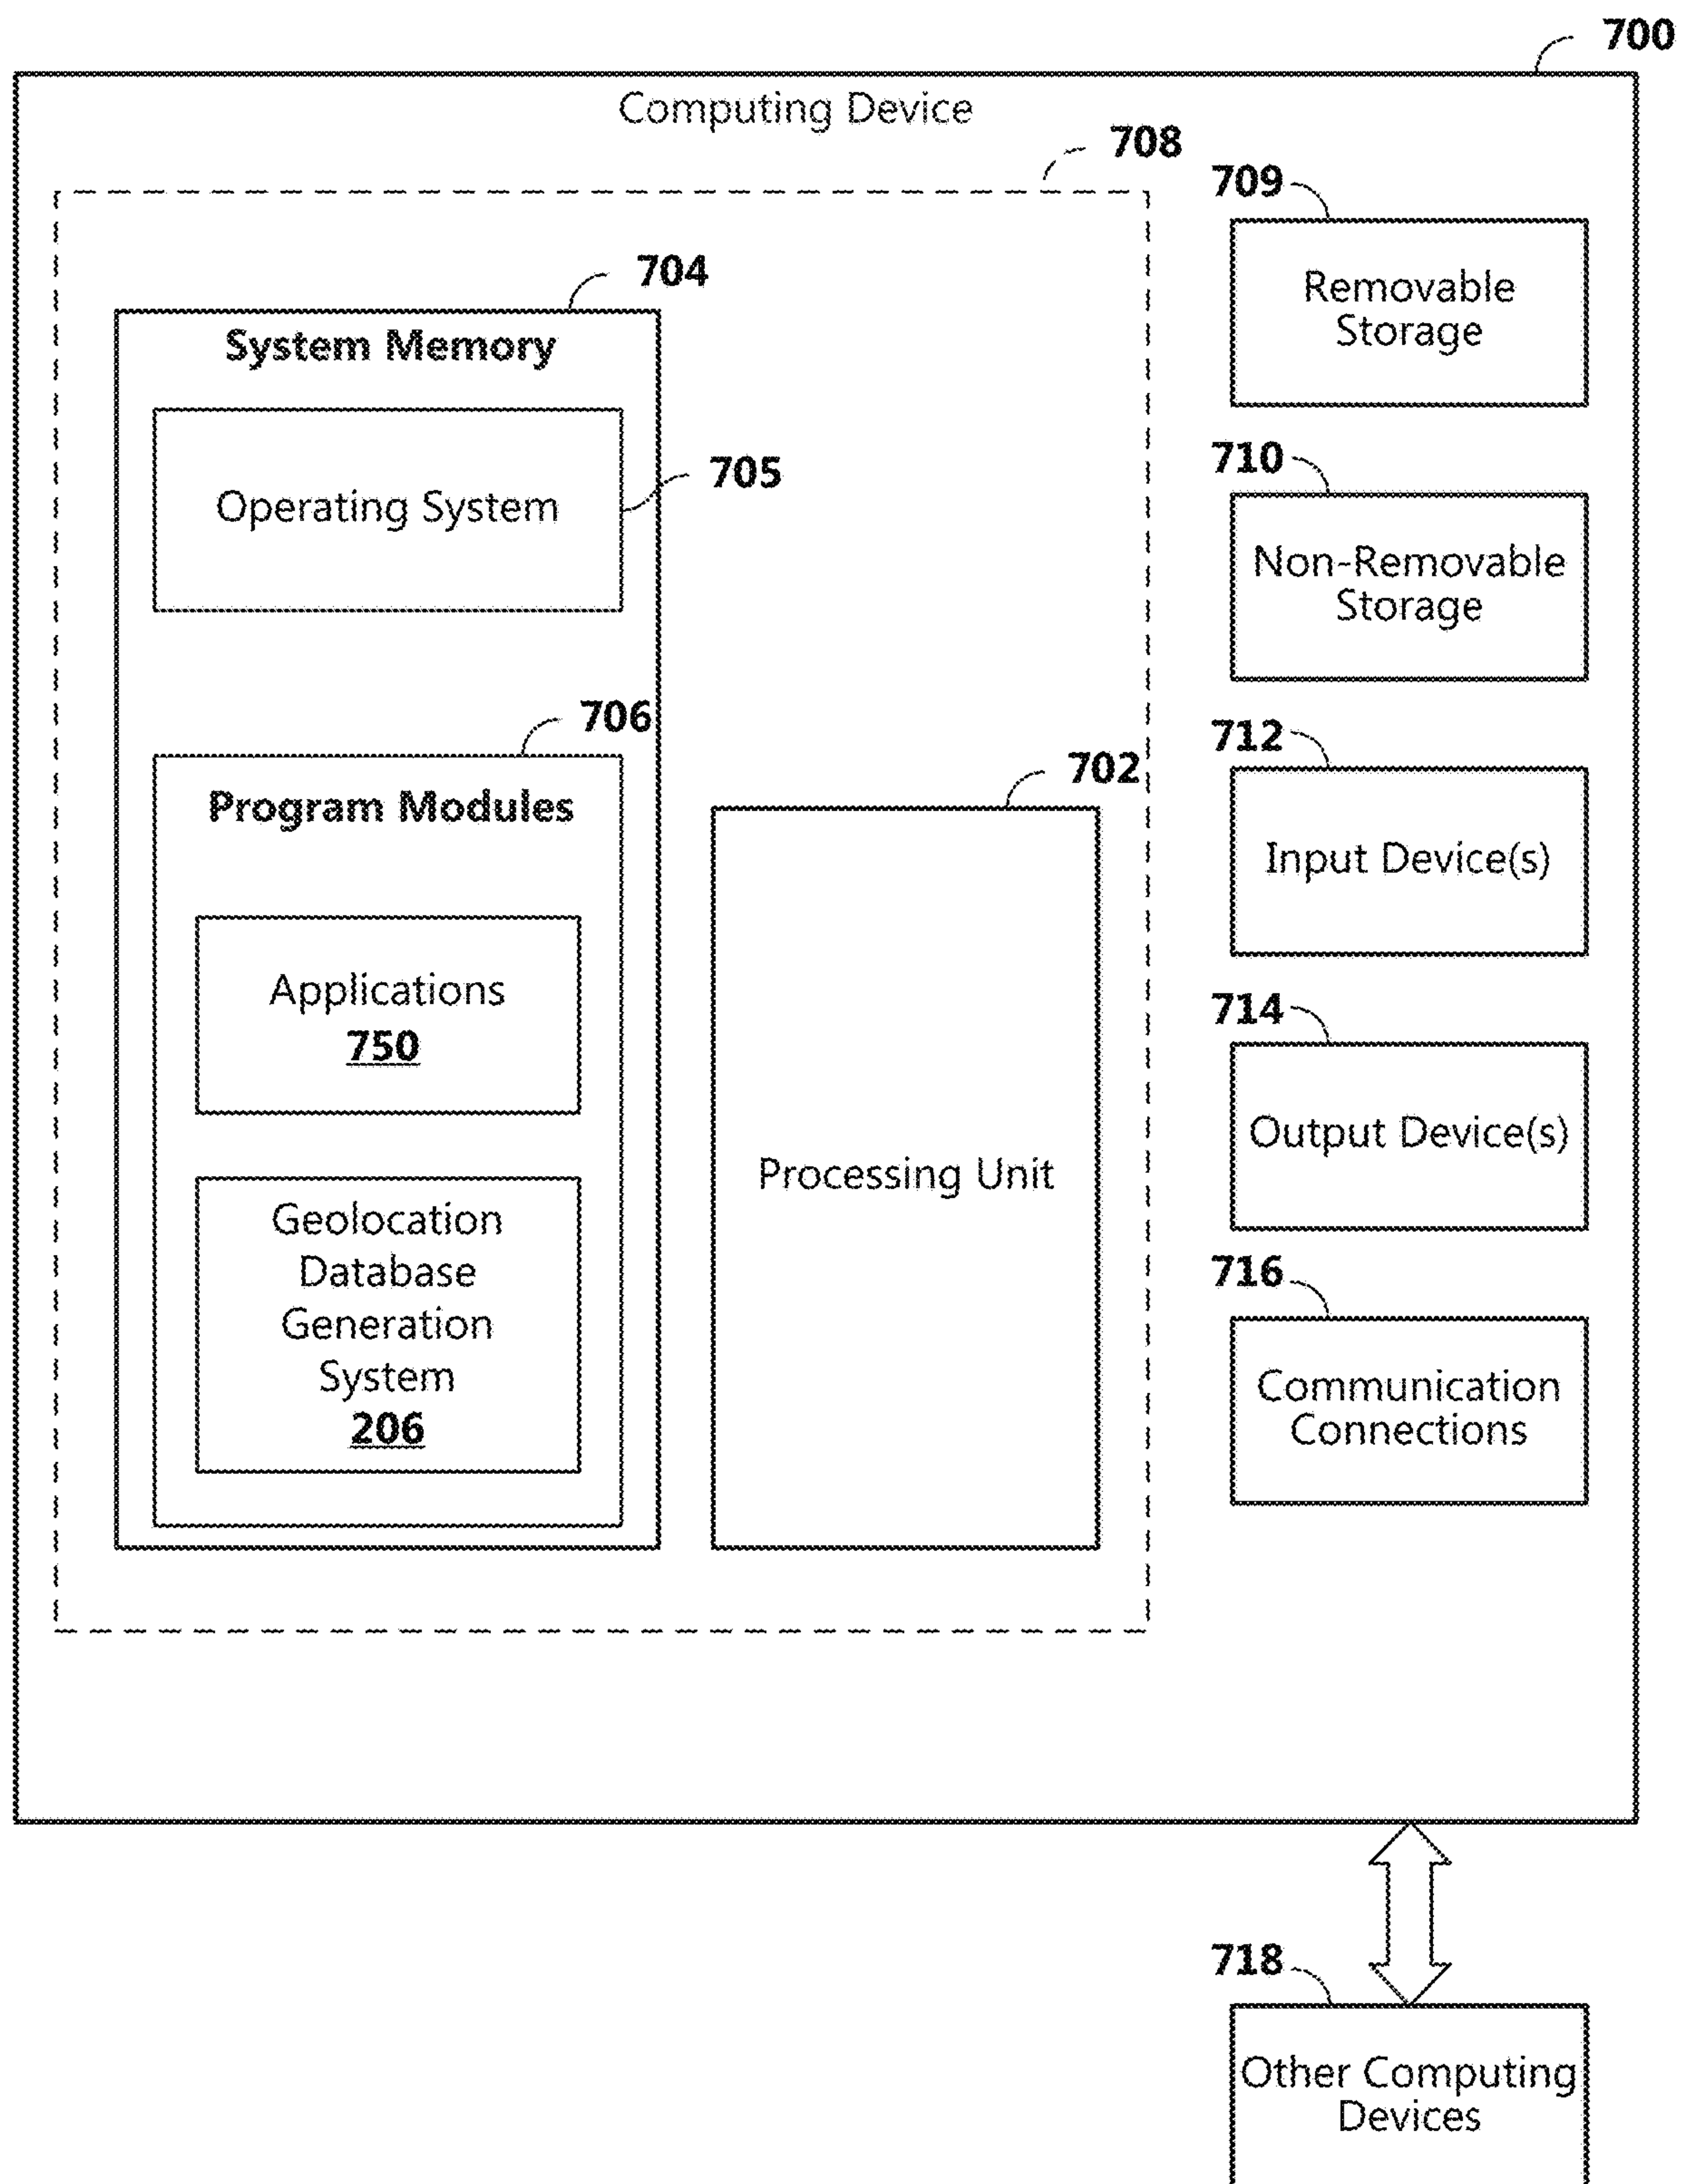 700
Computing Device
708
709
Removable
Storage
704
System Memory
Operating System
705
710
Non-Removable
Storage
706
Program Modules
702
712
Input Device(s)
Applications
750
Processing Unit
714
Output Device(s)
Geolocation
Database
Generation
System
206
716
Communication
Connections
718
Other Computing
Devices